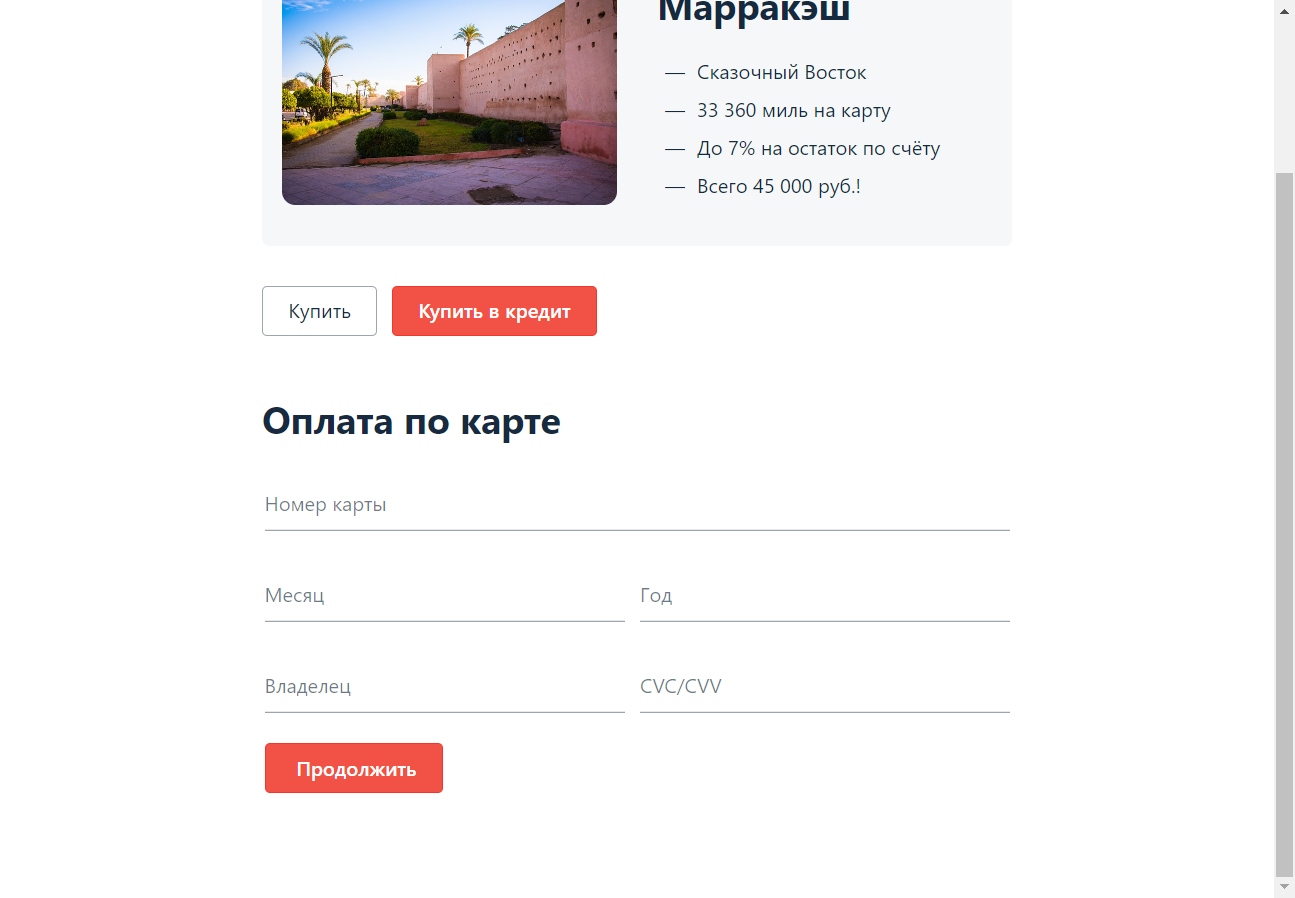 Марракэш
— Сказочный Восток
— 33 360 миль на карту
— До 7% на остаток по счёту
— Всего 45 000 руб.!
Купить Купить в кредит
Оплата по карте
Номер карты
Месяц Год
Владелец CVC/CVV
Продолжить